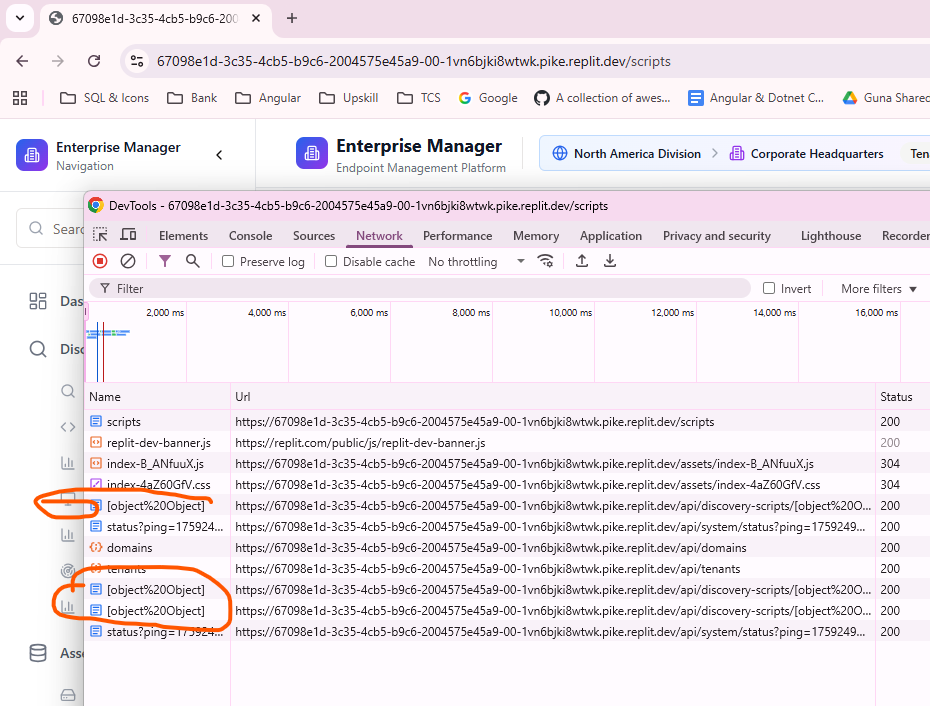 67098e1d-3c35-4cb5-b9c6-200
67098e1d-3c35-4cb5-b9c6-2004575e45a9-00-1vn6bjki8wtwk.pike.replit.dev/scripts
SQL & Icons Bank Angular Upskill TCS Google A collection of awes... Angular & Dotnet C... Guna Shared
Enterprise Manager
Navigation
Enterprise Manager
Endpoint Management Platform
North America Division Corporate Headquarters Ten
DevTools - 67098e1d-3c35-4cb5-b9c6-2004575e45a9-00-1vn6bjki8wtwk.pike.replit.dev/scripts
Searc
Elements Console Sources Network Performance Memory Application Privacy and security Lighthouse Recorder
Preserve log Disable cache No throttling
Filter Invert More filters
Das
2,000 ms 4,000 ms 6,000 ms 8,000 ms 10,000 ms 12,000 ms 14,000 ms 16,000 ms
Disc
Name Url Status
scripts https://67098e1d-3c35-4cb5-b9c6-2004575e45a9-00-1vn6bjki8wtwk.pike.replit.dev/scripts 200
replit-dev-banner.js https://replit.com/public/js/replit-dev-banner.js 200
index-B_ANfuuX.js https://67098e1d-3c35-4cb5-b9c6-2004575e45a9-00-1vn6bjki8wtwk.pike.replit.dev/assets/index-B_ANfuuX.js 304
index-4aZ60GfV.css https://67098e1d-3c35-4cb5-b9c6-2004575e45a9-00-1vn6bjki8wtwk.pike.replit.dev/assets/index-4aZ60GfV.css 304
[object%20Object] https://67098e1d-3c35-4cb5-b9c6-2004575e45a9-00-1vn6bjki8wtwk.pike.replit.dev/api/discovery-scripts/[object%20O... 200
status?ping=175924... https://67098e1d-3c35-4cb5-b9c6-2004575e45a9-00-1vn6bjki8wtwk.pike.replit.dev/api/system/status?ping=1759249... 200
domains https://67098e1d-3c35-4cb5-b9c6-2004575e45a9-00-1vn6bjki8wtwk.pike.replit.dev/api/domains 200
tenants https://67098e1d-3c35-4cb5-b9c6-2004575e45a9-00-1vn6bjki8wtwk.pike.replit.dev/api/tenants 200
[object%20Object] https://67098e1d-3c35-4cb5-b9c6-2004575e45a9-00-1vn6bjki8wtwk.pike.replit.dev/api/discovery-scripts/[object%20O... 200
[object%20Object] https://67098e1d-3c35-4cb5-b9c6-2004575e45a9-00-1vn6bjki8wtwk.pike.replit.dev/api/discovery-scripts/[object%20O... 200
status?ping=175924... https://67098e1d-3c35-4cb5-b9c6-2004575e45a9-00-1vn6bjki8wtwk.pike.replit.dev/api/system/status?ping=1759249... 200
Asse